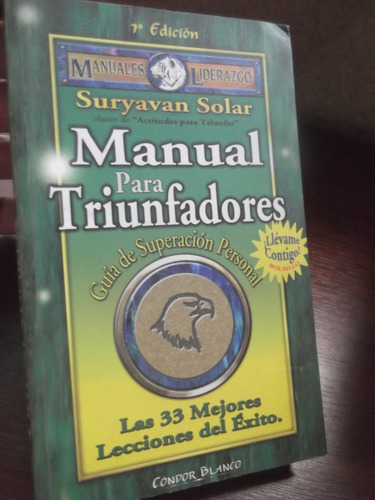 7ª Edición
MANUALES LIDERAZGO
Suryavan Solar
Autor de "Actitudes para Triunfar"
Manual
Para
Triunfadores
Guía de Superación Personal
¡Llévame
Contigo!
Las 33 Mejores
Lecciones del Éxito.
CONDOR BLANCO